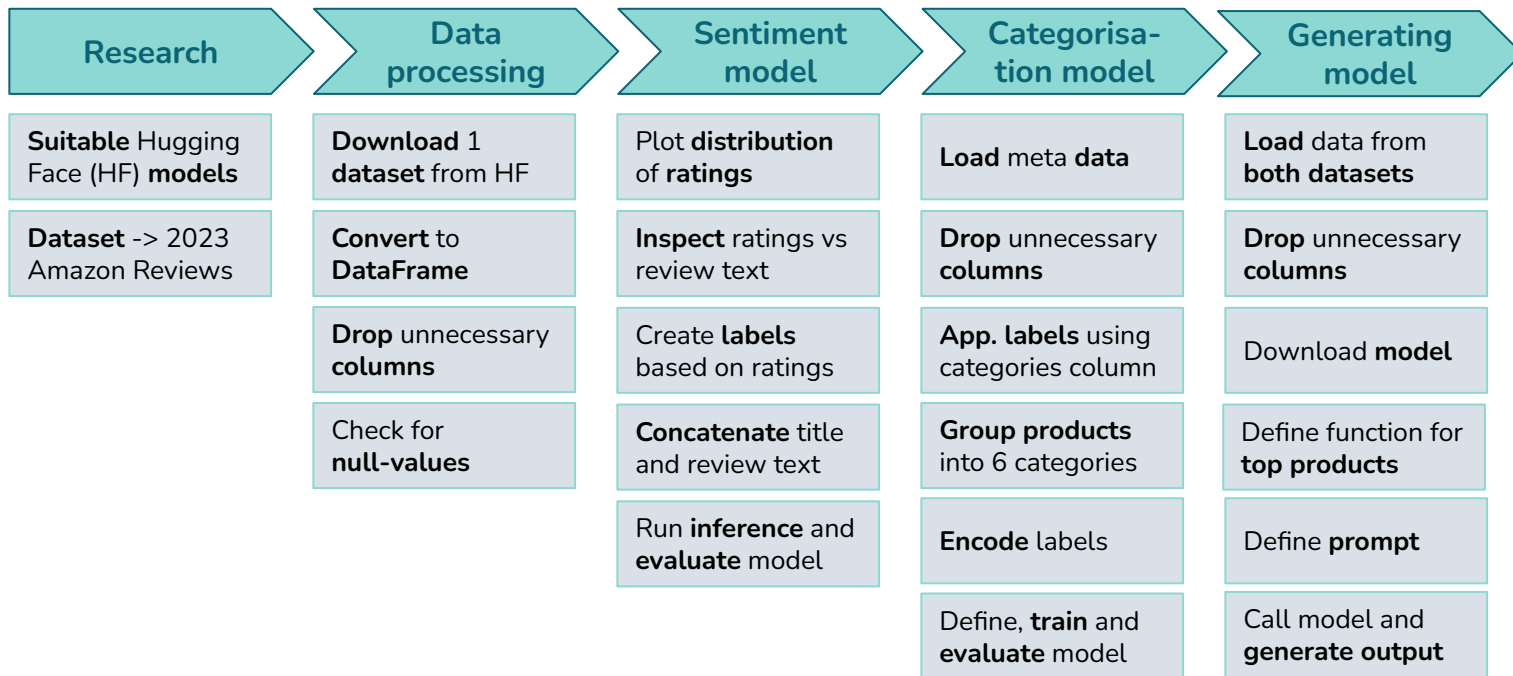 Research
Suitable Hugging
Face (HF) models
Dataset -> 2023
Amazon Reviews
Data
processing
Download 1
dataset from HF
Convert to
DataFrame
Drop unnecessary
columns
Check for
null-values
Sentiment
model
Plot distribution
of ratings
Inspect ratings vs
review text
Create labels
based on ratings
Concatenate title
and review text
Run inference and
evaluate model
Categorisa-
tion model
Load meta data
Drop unnecessary
columns
App. labels using
categories column
Group products
into 6 categories
Encode labels
Define, train and
evaluate model
Generating
model
Load data from
both datasets
Drop unnecessary
columns
Download model
Define function for
top products
Define prompt
Call model and
generate output